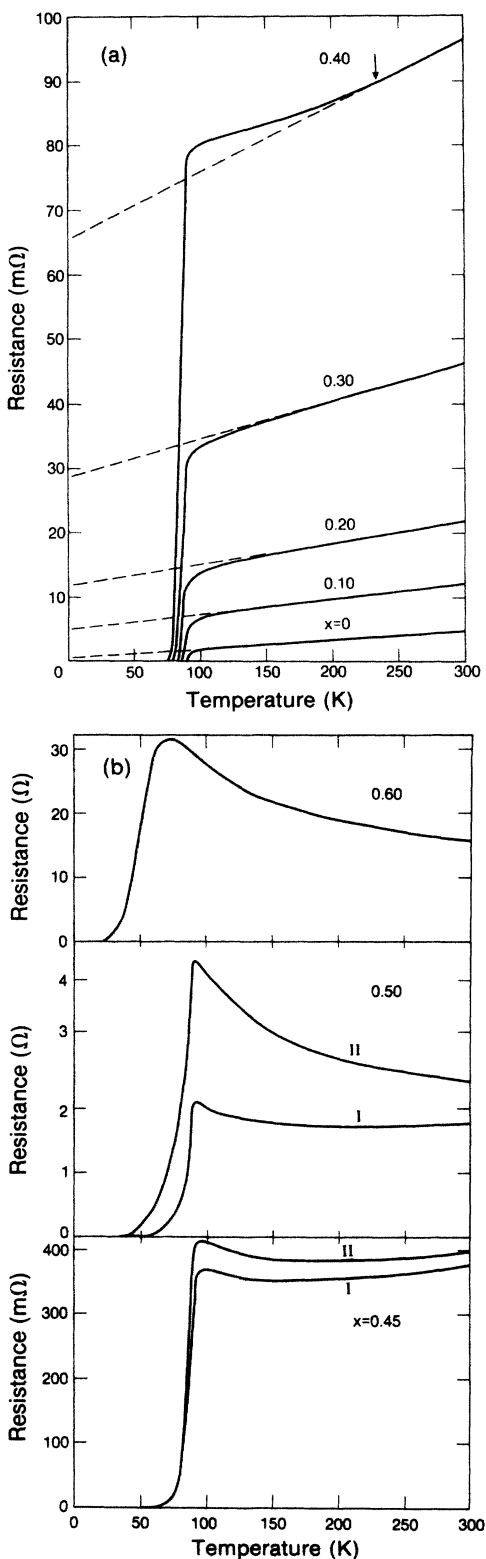 (a)
100
90
80
70
60
50
40
30
20
10
0
Resistance (mΩ)
0.40
0.30
0.20
0.10
x=0
50 100 150 200 250 300
Temperature (K)
(b)
30
20
10
0
Resistance (Ω)
0.60
4
3
2
1
0
Resistance (Ω)
0.50
II
I
400
300
200
100
0
Resistance (mΩ)
II
I
x=0.45
0 50 100 150 200 250 300
Temperature (K)